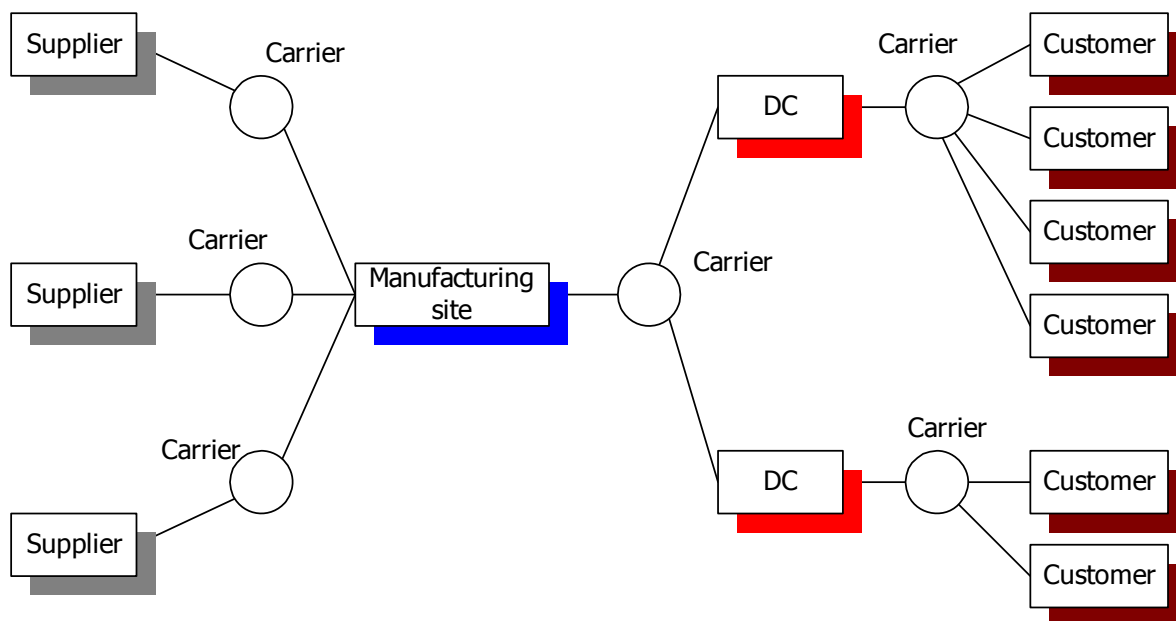 Supplier
Carrier
Carrier
Customer
DC
Customer
Carrier
Customer
Supplier
Manufacturing
site
Carrier
Customer
Carrier
Supplier
DC
Carrier
Customer
Customer